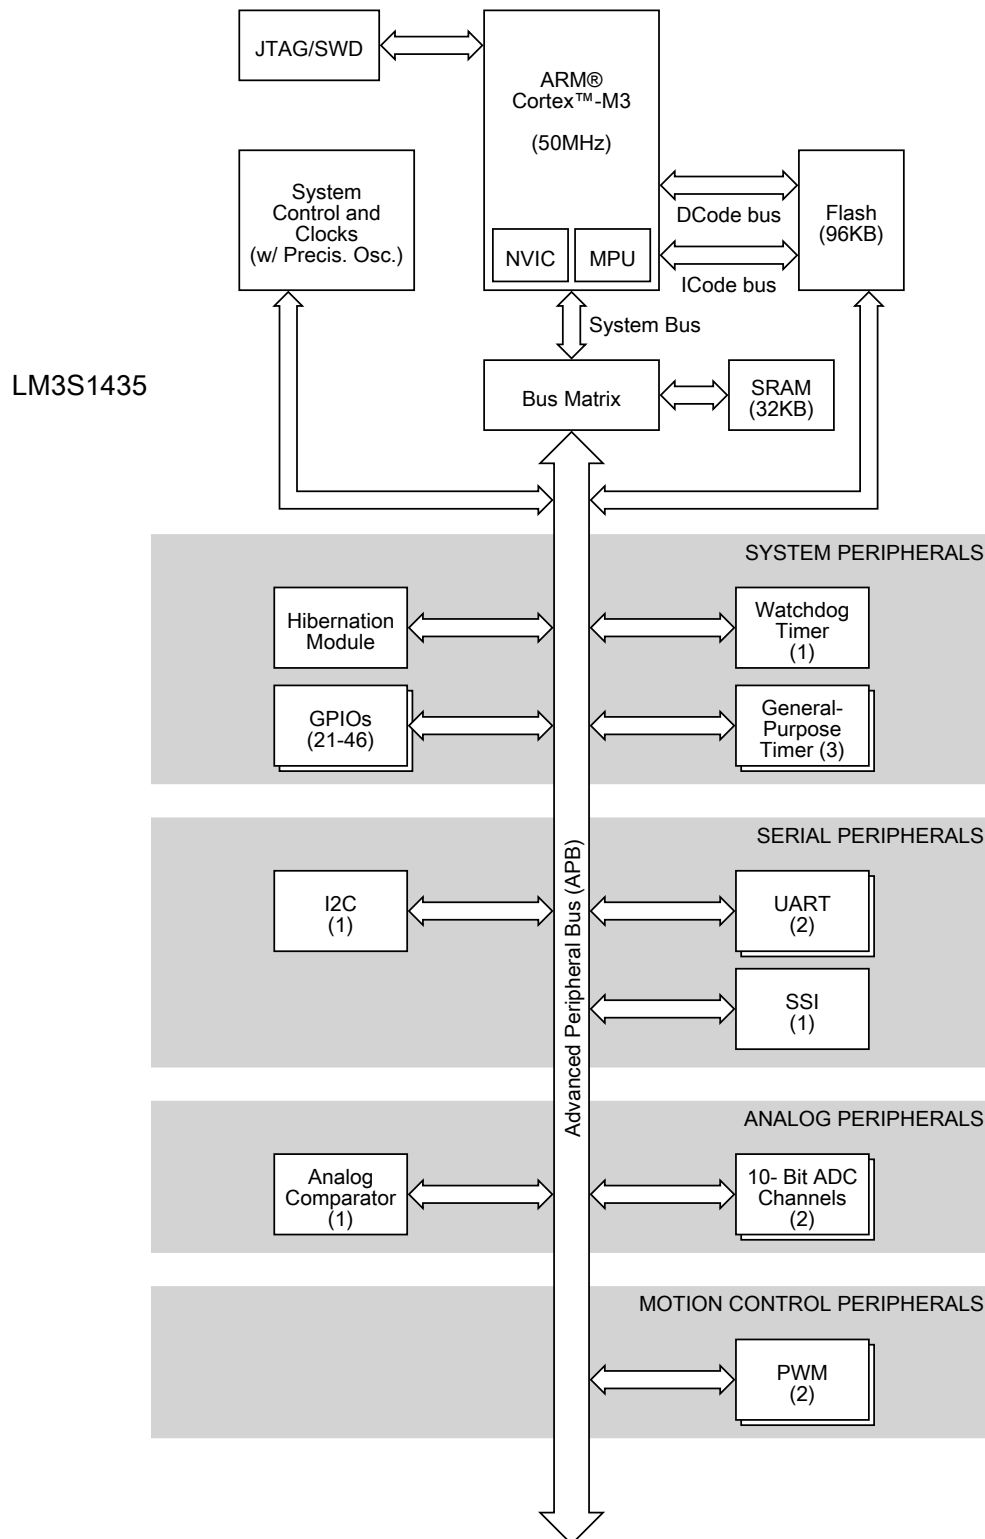 JTAG/SWD
ARM®
Cortex™-M3
(50MHz)
System
Control and
Clocks
(w/ Precis. Osc.)
NVIC
MPU
DCode bus
ICode bus
Flash
(96KB)
System Bus
LM3S1435
Bus Matrix
SRAM
(32KB)
SYSTEM PERIPHERALS
Hibernation
Module
Watchdog
Timer
(1)
GPIOs
(21-46)
General-
Purpose
Timer (3)
Advanced Peripheral Bus (APB)
SERIAL PERIPHERALS
I2C
(1)
UART
(2)
SSI
(1)
ANALOG PERIPHERALS
Analog
Comparator
(1)
10- Bit ADC
Channels
(2)
MOTION CONTROL PERIPHERALS
PWM
(2)